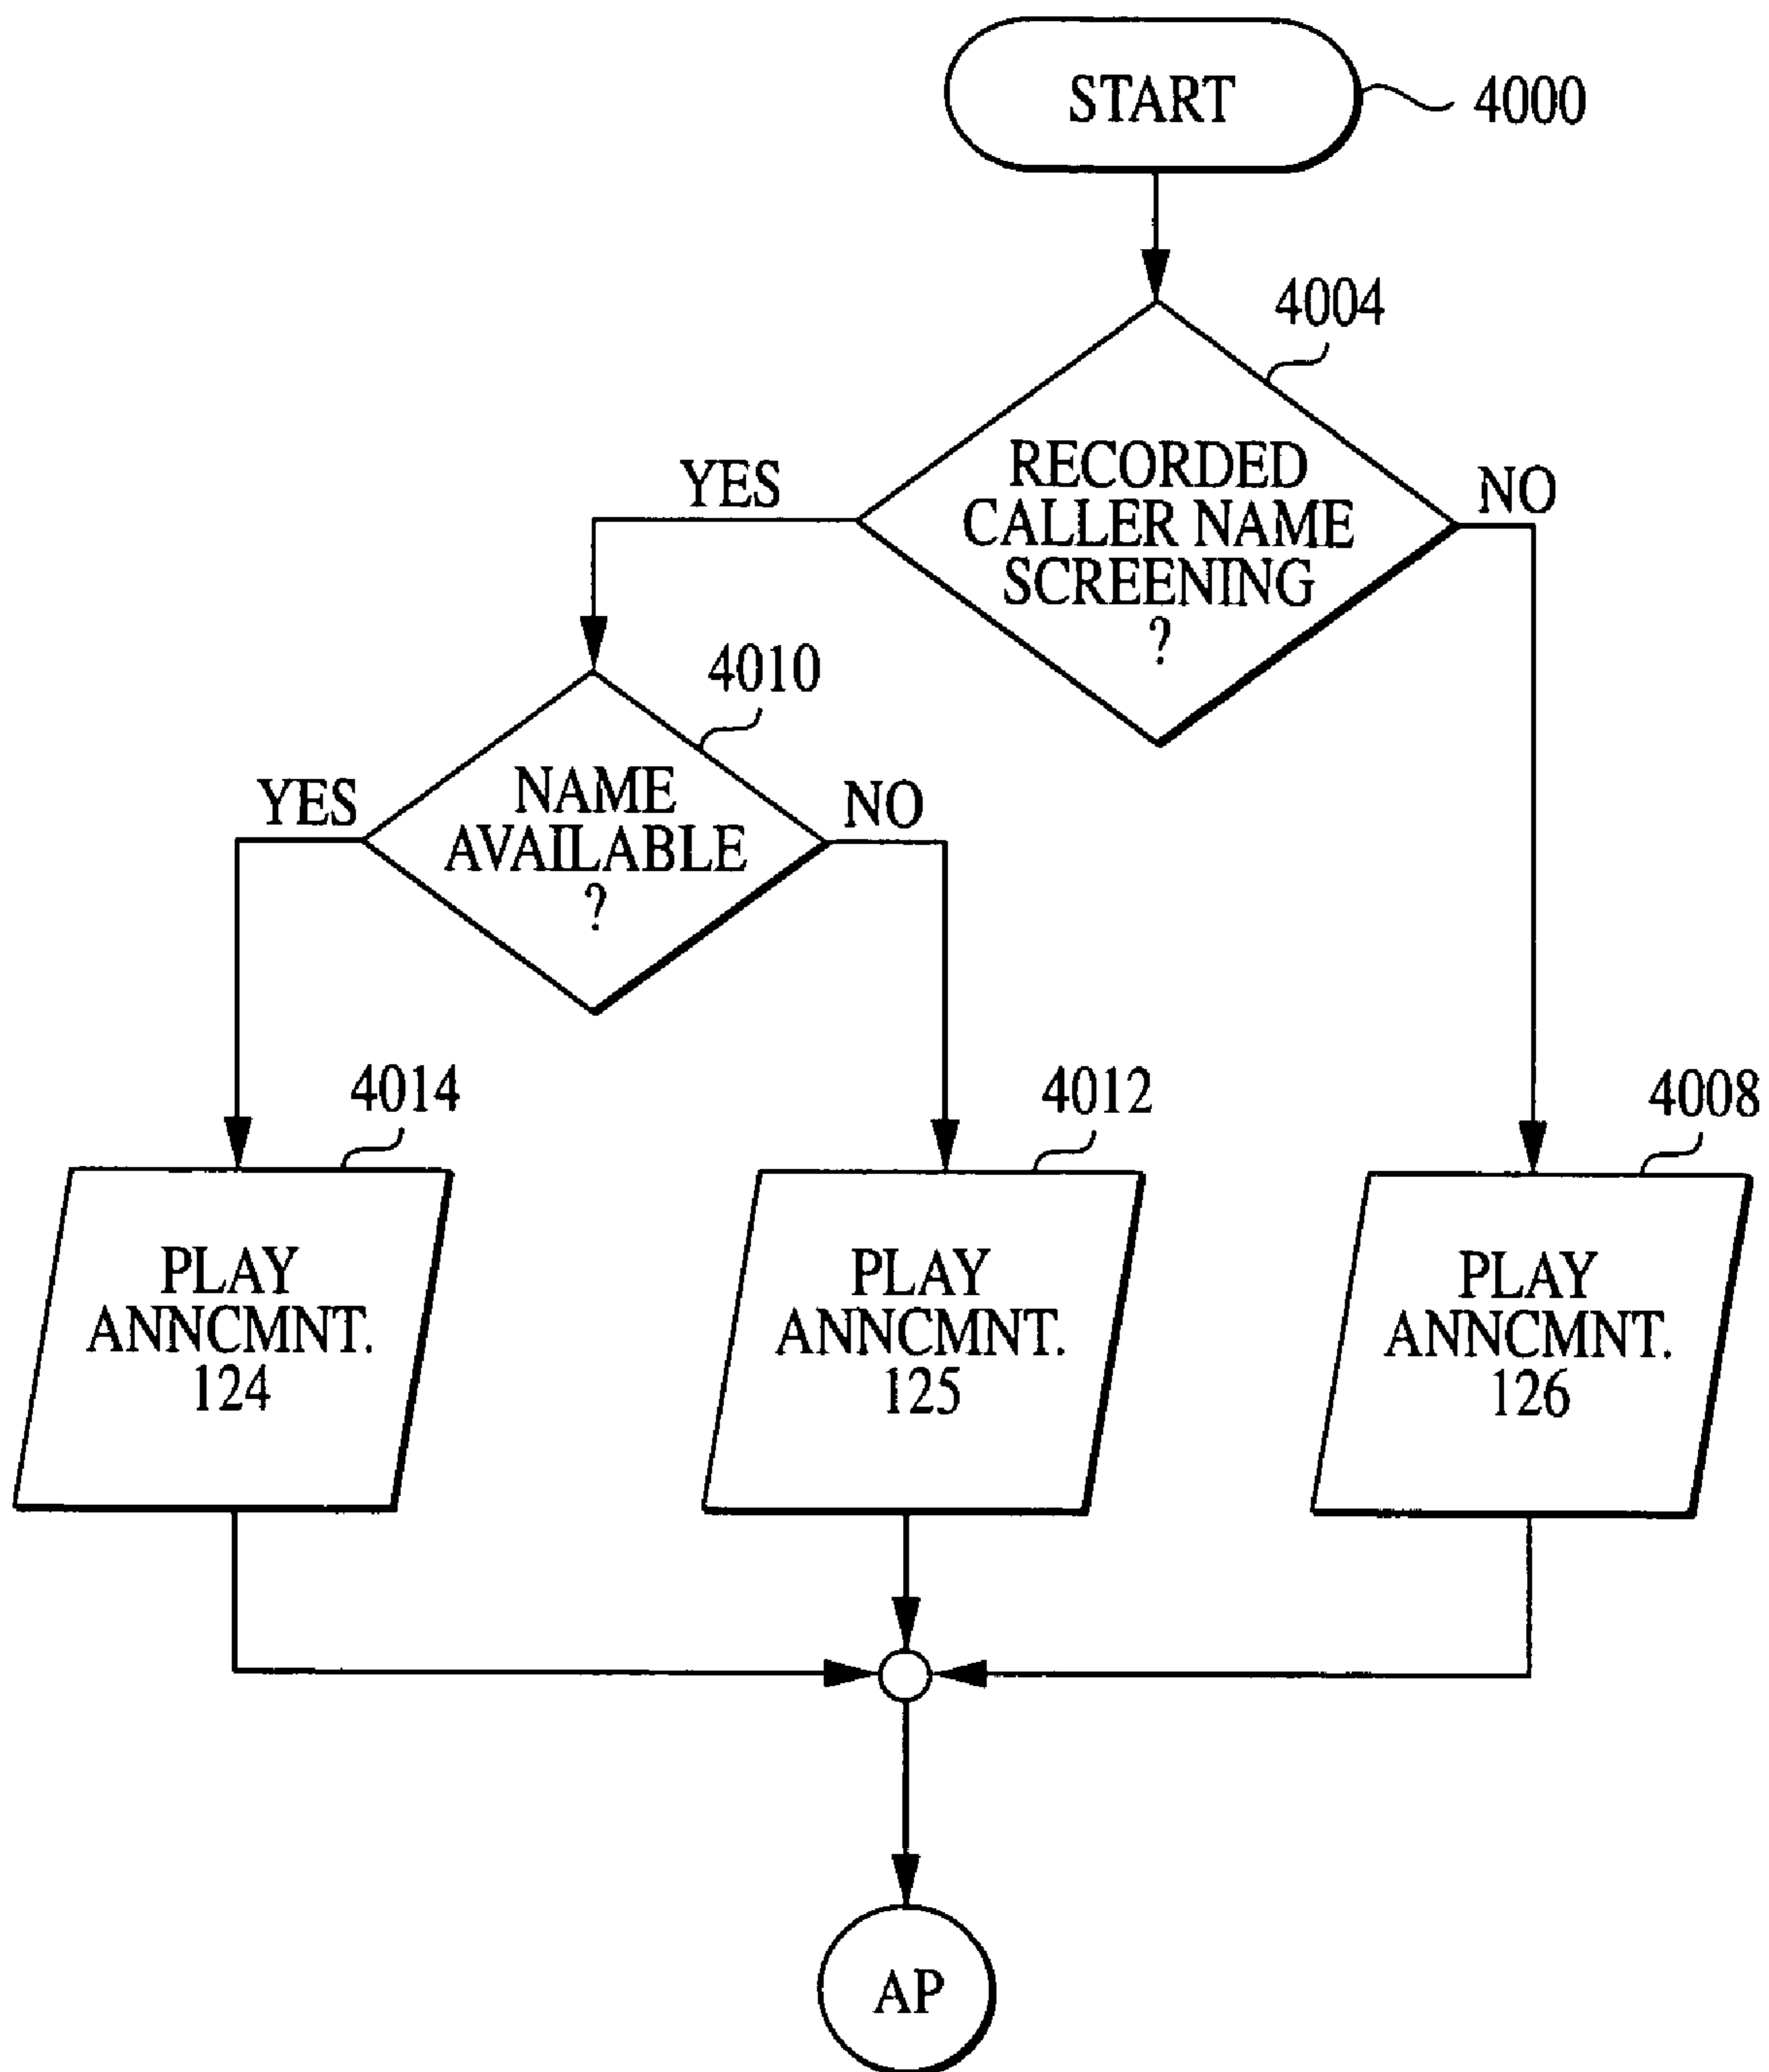 START
4000
4004
RECORDED
CALLER NAME
SCREENING
?
YES
NO
4010
NAME
AVAILABLE
?
YES
NO
4014
4012
4008
PLAY
ANNCMNT.
124
PLAY
ANNCMNT.
125
PLAY
ANNCMNT.
126
AP